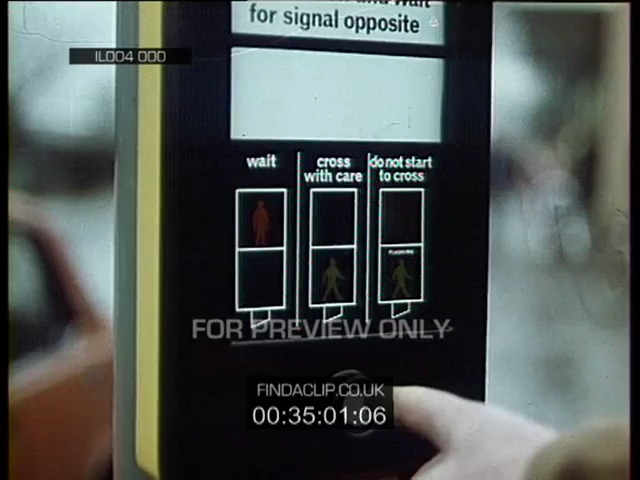 for signal opposite
IL004 000
wait
cross
with care
do not start
to cross
FLASHING
FOR PREVIEW ONLY
FINDACLIP.CO.UK
00:35:01:06